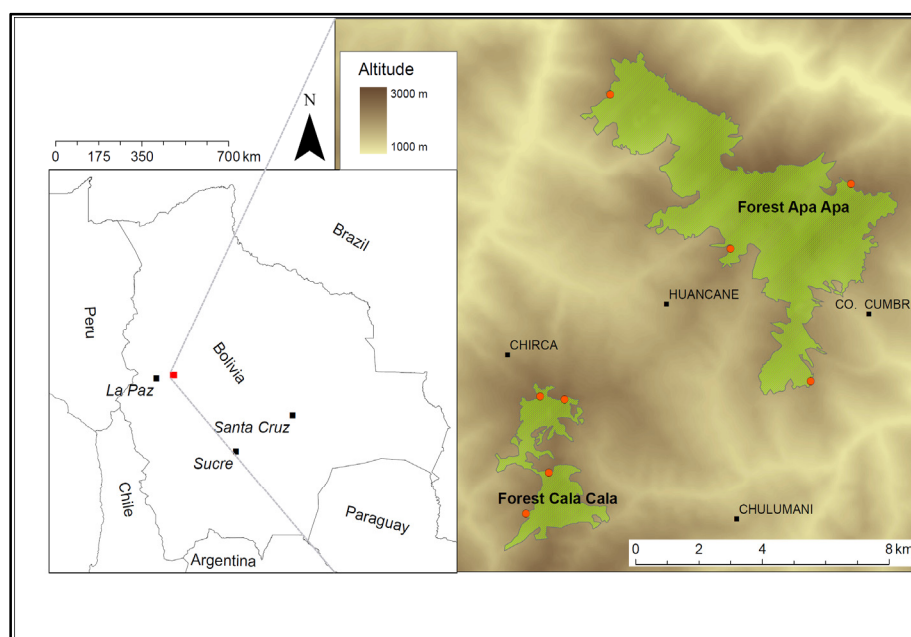 Altitude
3000 m
1000 m
N
0 175 350 700 km
Brazil
Peru
Bolivia
La Paz
Santa Cruz
Sucre
Chile
Paraguay
Argentina
Forest Apa Apa
HUANCANE
CO. CUMBR
CHIRCA
Forest Cala Cala
CHULUMANI
0 2 4 8 km